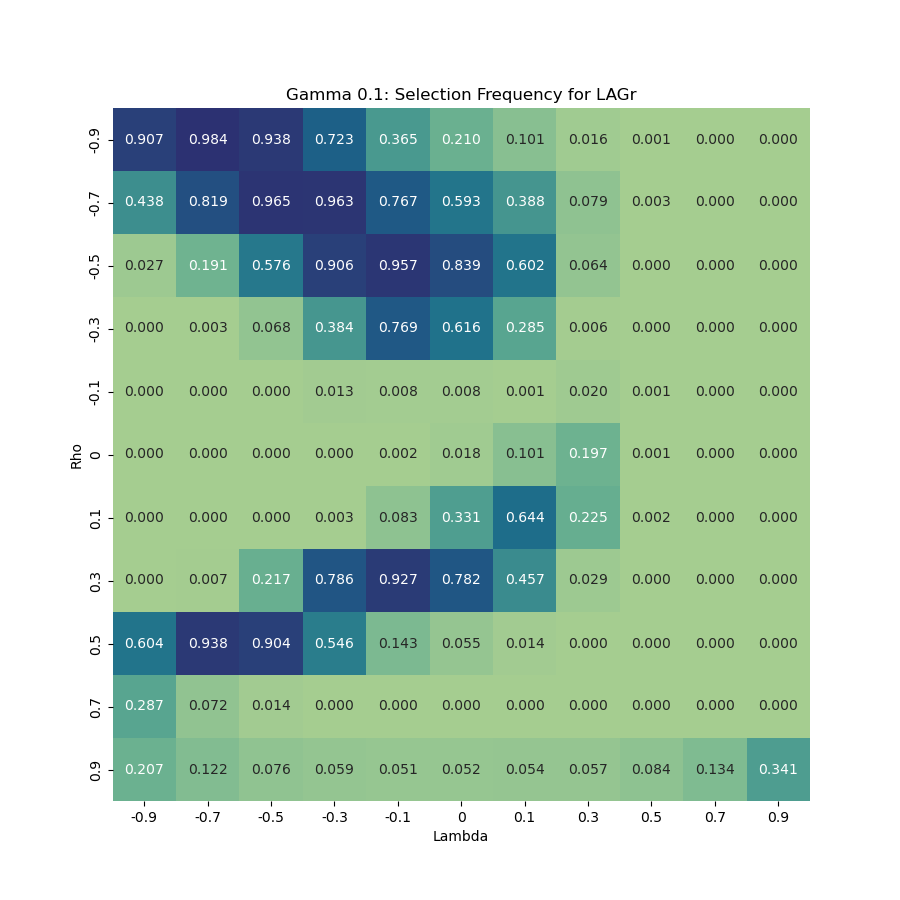 Gamma 0.1: Selection Frequency for LAGr
-0.9 0.907 0.984 0.938 0.723 0.365 0.210 0.101 0.016 0.001 0.000 0.000
-0.7 0.438 0.819 0.965 0.963 0.767 0.593 0.388 0.079 0.003 0.000 0.000
-0.5 0.027 0.191 0.576 0.906 0.957 0.839 0.602 0.064 0.000 0.000 0.000
-0.3 0.000 0.003 0.068 0.384 0.769 0.616 0.285 0.006 0.000 0.000 0.000
-0.1 0.000 0.000 0.000 0.013 0.008 0.008 0.001 0.020 0.001 0.000 0.000
Rho
0 0.000 0.000 0.000 0.000 0.002 0.018 0.101 0.197 0.001 0.000 0.000
0.1 0.000 0.000 0.000 0.003 0.083 0.331 0.644 0.225 0.002 0.000 0.000
0.3 0.000 0.007 0.217 0.786 0.927 0.782 0.457 0.029 0.000 0.000 0.000
0.5 0.604 0.938 0.904 0.546 0.143 0.055 0.014 0.000 0.000 0.000 0.000
0.7 0.287 0.072 0.014 0.000 0.000 0.000 0.000 0.000 0.000 0.000 0.000
0.9 0.207 0.122 0.076 0.059 0.051 0.052 0.054 0.057 0.084 0.134 0.341
-0.9 -0.7 -0.5 -0.3 -0.1 0 0.1 0.3 0.5 0.7 0.9
Lambda